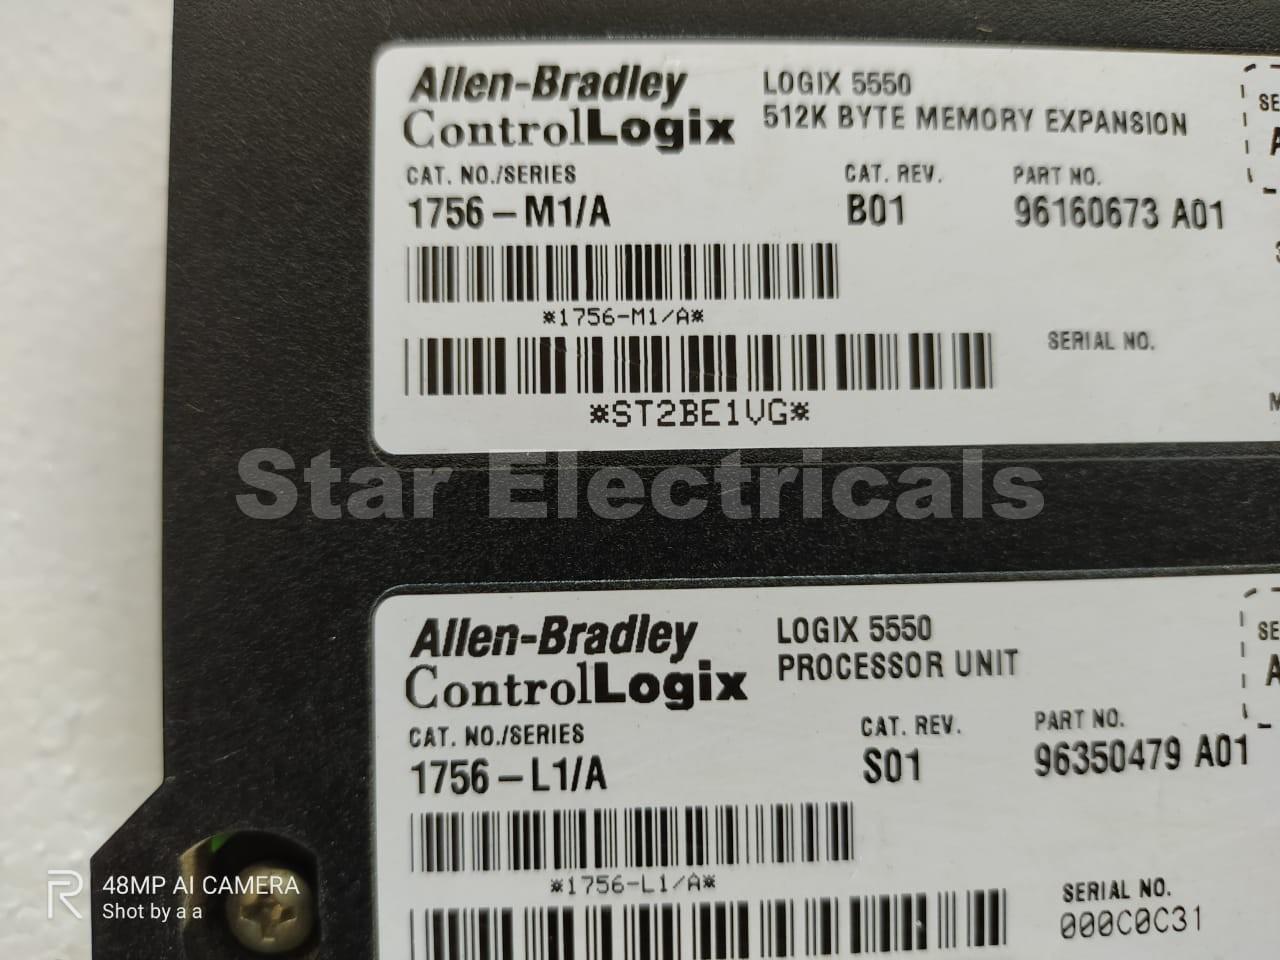 Allen-Bradley
ControlLogix
LOGIX 5550
512K BYTE MEMORY EXPANSION
CAT. NO./SERIES
CAT. REV.
PART NO.
1756-M1/A
B01
96160673 A01
*1756-M1/A*
SERIAL NO.
*ST2BE1VG*
Star Electricals
Allen-Bradley
ControlLogix
LOGIX 5550
PROCESSOR UNIT
CAT. NO./SERIES
CAT. REV.
PART NO.
1756-L1/A
S01
96350479 A01
*1756-L1/A*
SERIAL NO.
000C0C31
48MP AI CAMERA
Shot by a a